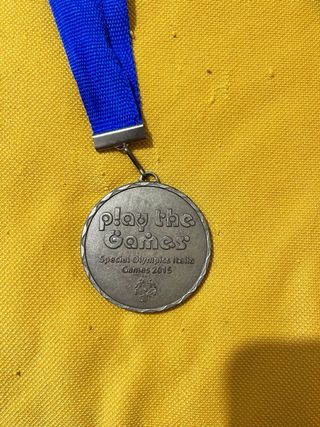 play the
Games
Special Olympics Italia
Games 2015